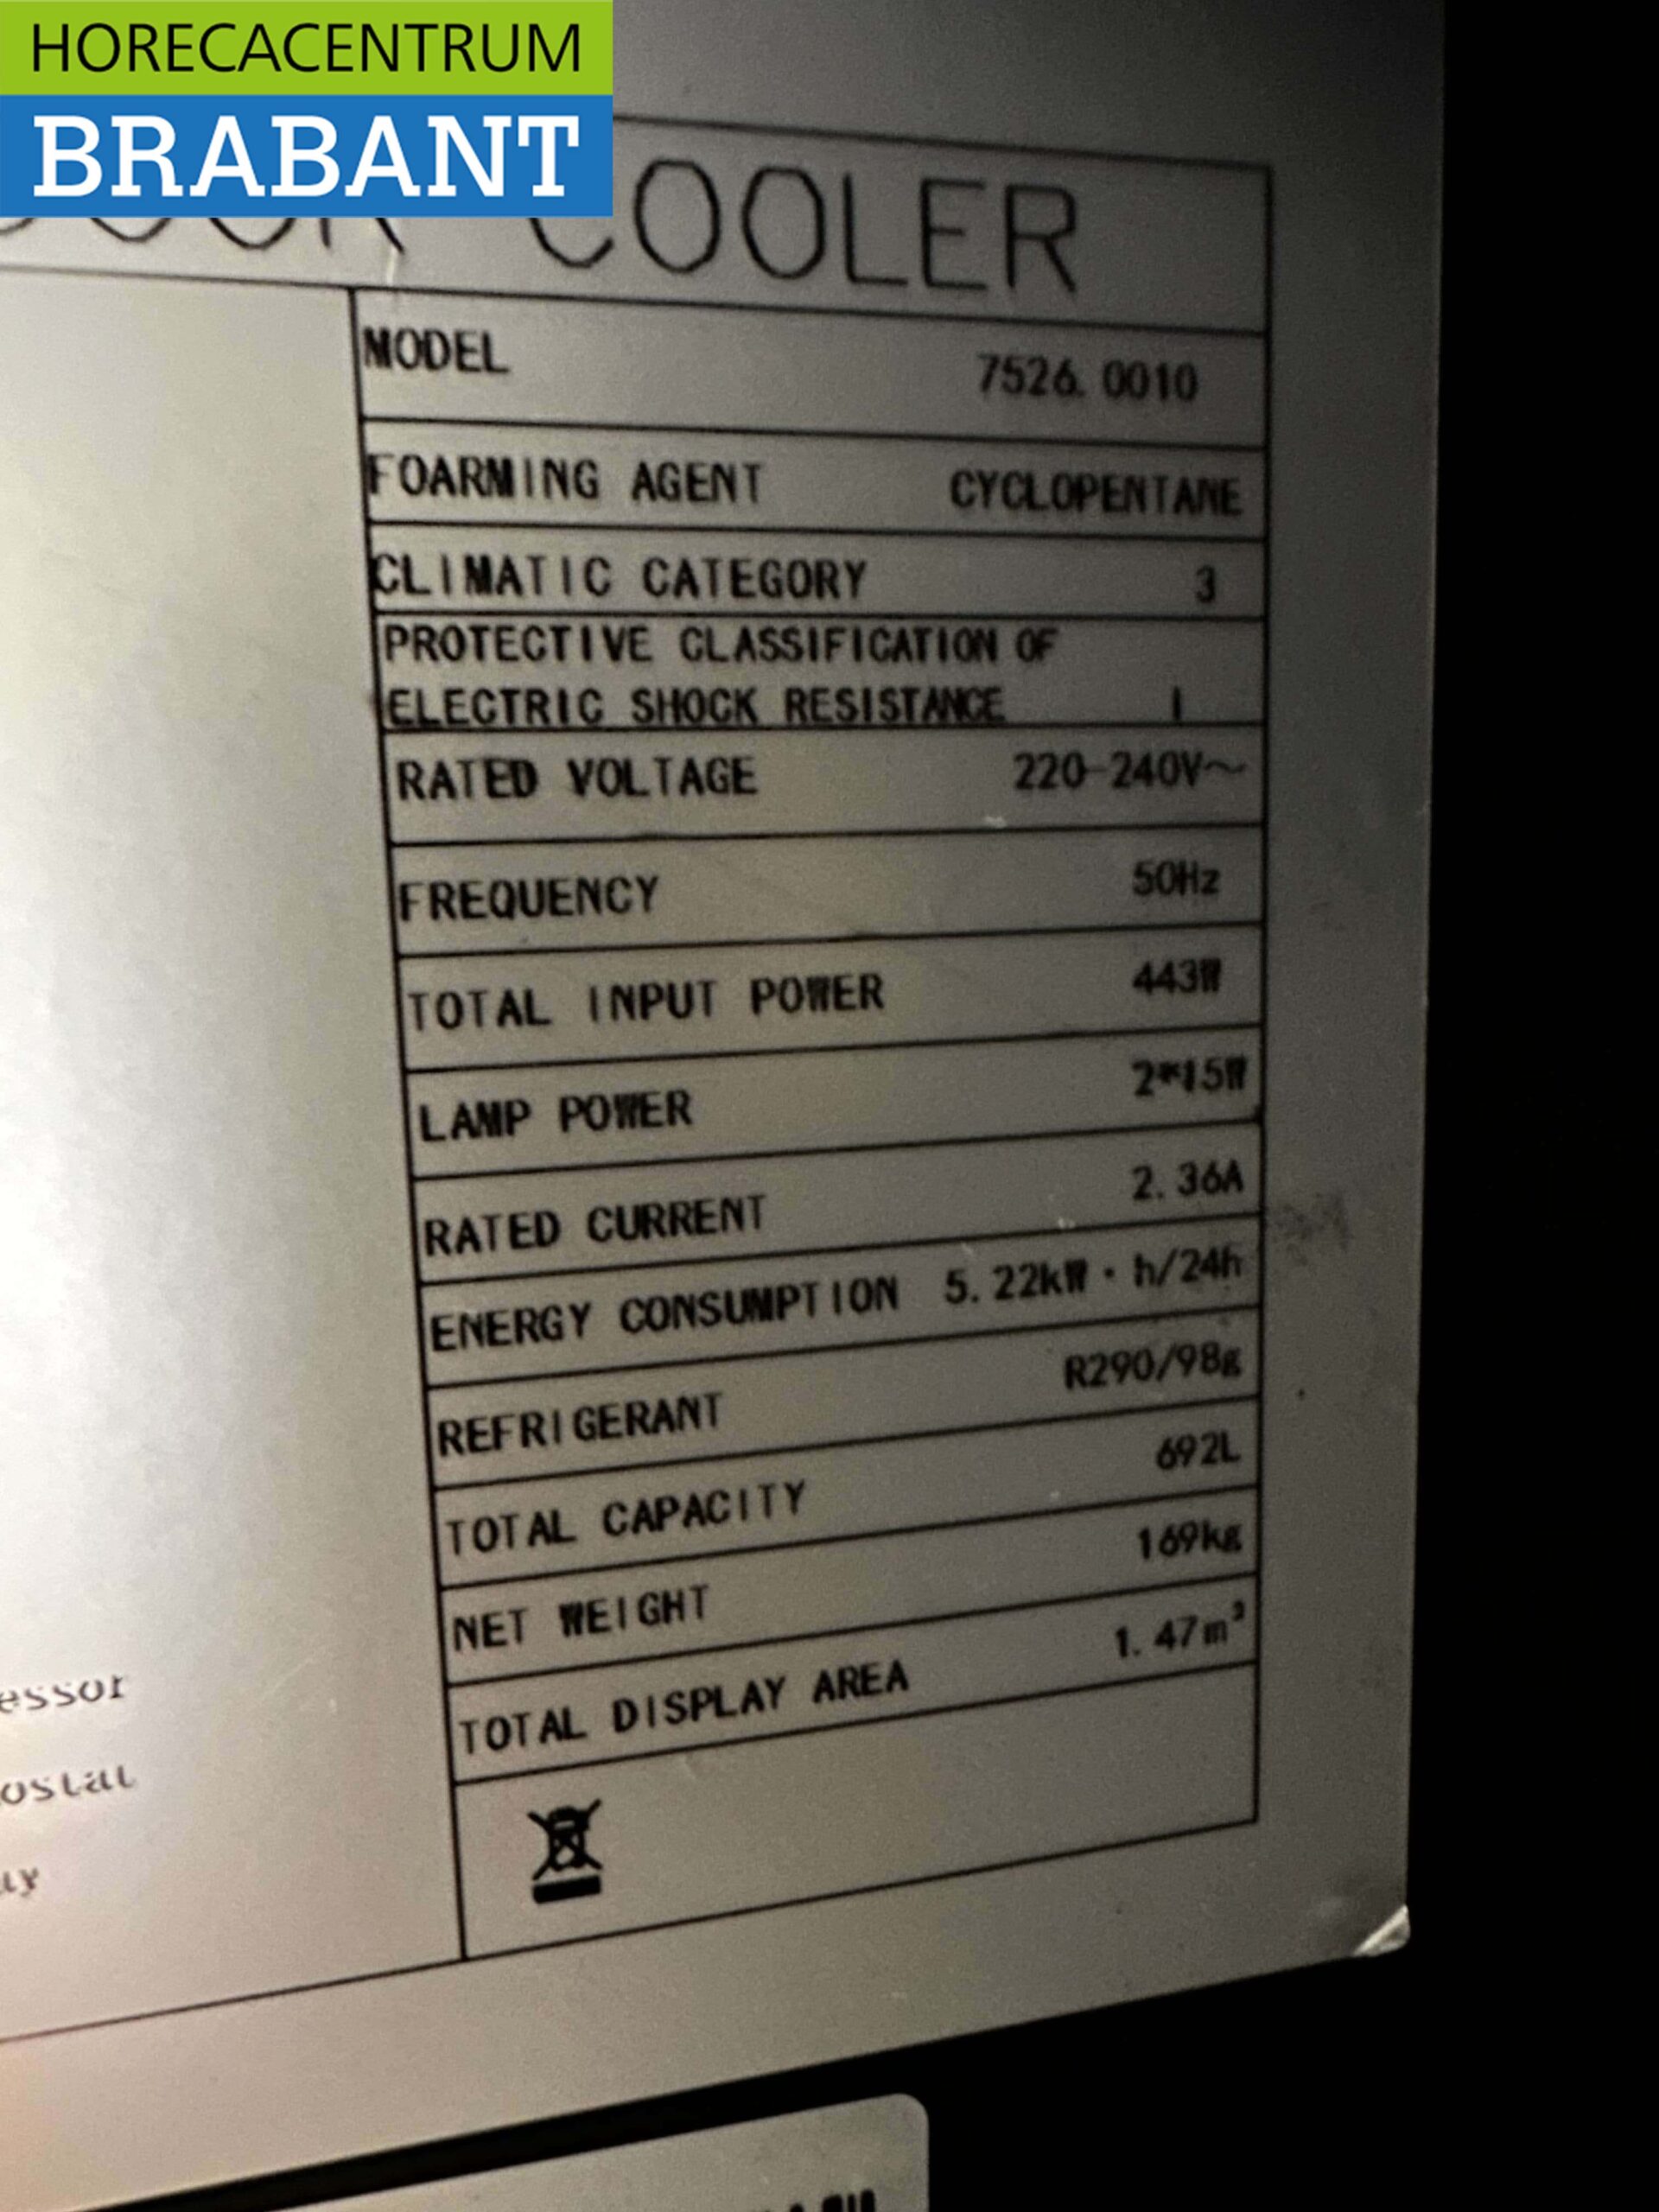 HORECACENTRUM
BRABANT
COOLER
MODEL 7526.0010
FOARMING AGENT CYCLOPENTANE
CLIMATIC CATEGORY 3
PROTECTIVE CLASSIFICATION OF
ELECTRIC SHOCK RESISTANCE I
RATED VOLTAGE 220-240V~
FREQUENCY 50Hz
TOTAL INPUT POWER 443W
LAMP POWER 2*15W
RATED CURRENT 2.36A
ENERGY CONSUMPTION 5.22kW·h/24h
REFRIGERANT R290/98g
TOTAL CAPACITY 692L
NET WEIGHT 169kg
TOTAL DISPLAY AREA 1.47m³
essor